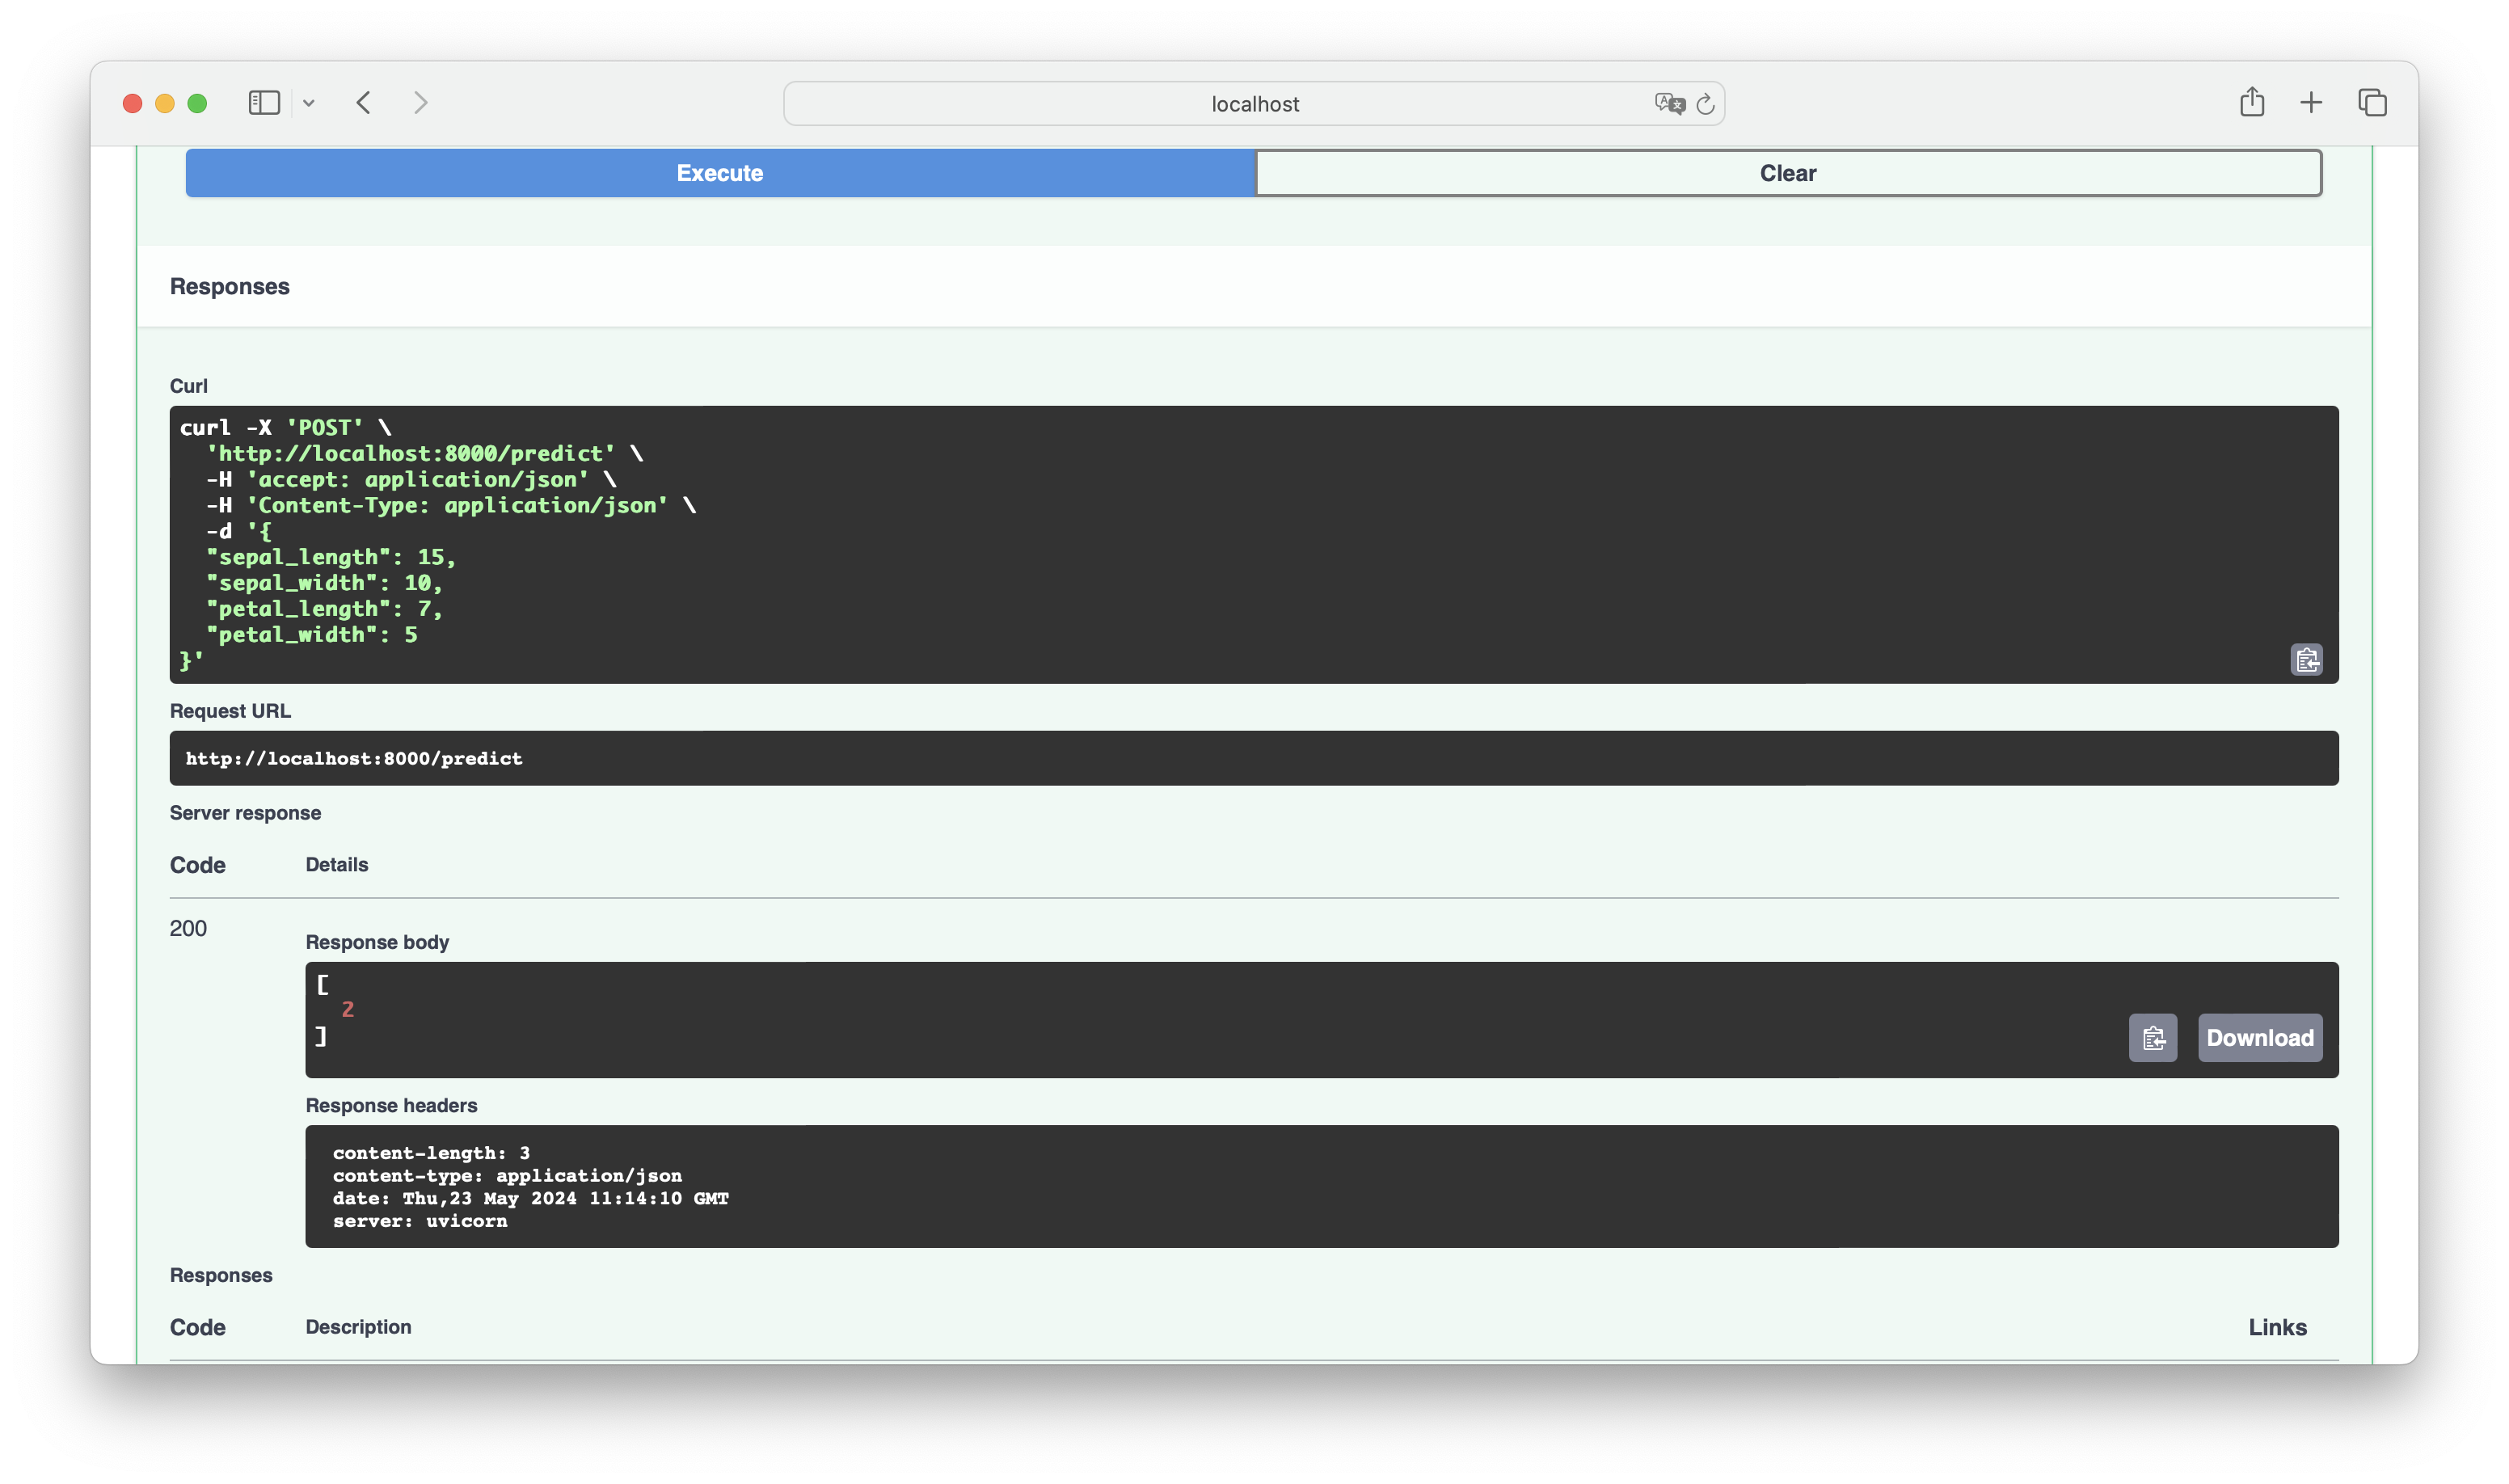 localhost
Execute
Clear
Responses
Curl
curl -X 'POST' \
  'http://localhost:8000/predict' \
  -H 'accept: application/json' \
  -H 'Content-Type: application/json' \
  -d '{
  "sepal_length": 15,
  "sepal_width": 10,
  "petal_length": 7,
  "petal_width": 5
}'
Request URL
http://localhost:8000/predict
Server response
Code Details
200
Response body
[
  2
]
Download
Response headers
content-length: 3
content-type: application/json
date: Thu,23 May 2024 11:14:10 GMT
server: uvicorn
Responses
Code Description Links